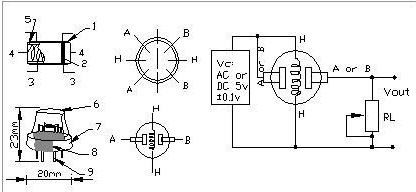 5
1
4
4
2
3
3
6
7
8
9
23mm
20mm
A
B
H
H
A
B
H
A
B
H
Vc:
AC or
DC 5v
±0.1v
A or B
H
H
A or B
Vout
RL